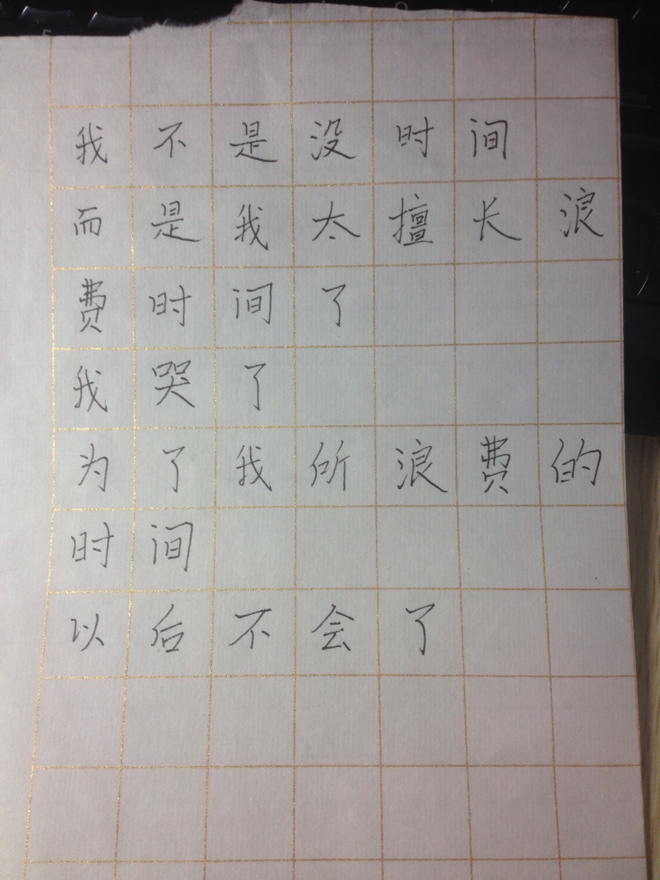 我不是没时间
而是我太擅长浪
费时间了
我哭了
为了我所浪费的
时间
以后不会了